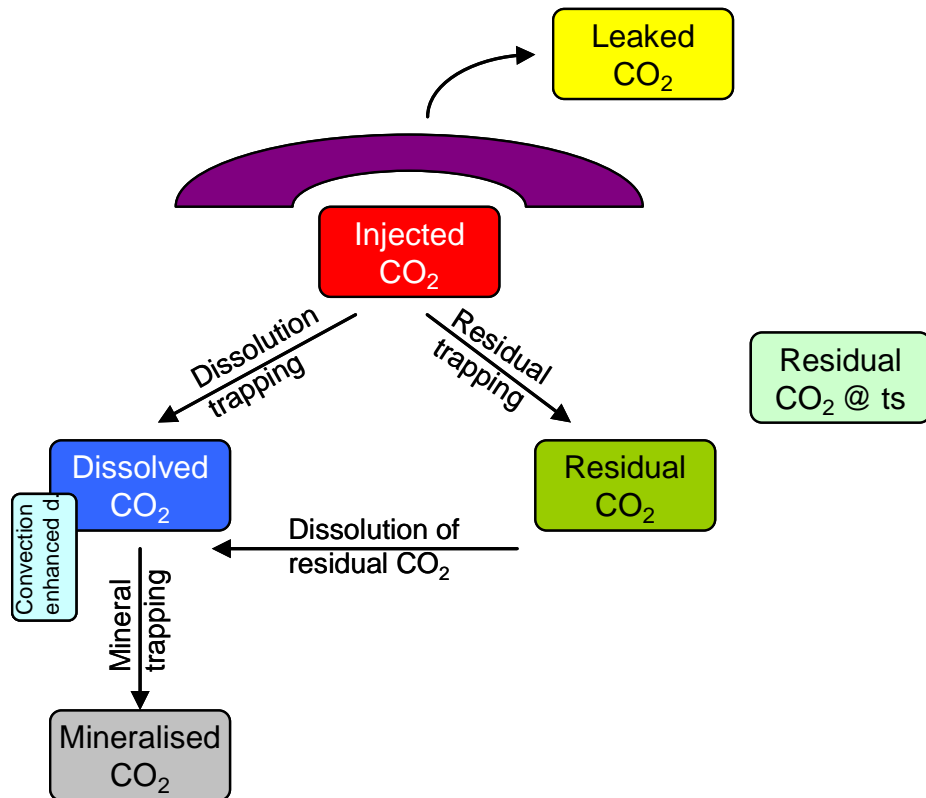 Leaked
CO₂
Injected
CO₂
Dissolution
trapping
Residual
trapping
Residual
CO₂ @ ts
Dissolved
CO₂
Residual
CO₂
Convection
enhanced d.
Dissolution of
residual CO₂
Mineral
trapping
Mineralised
CO₂